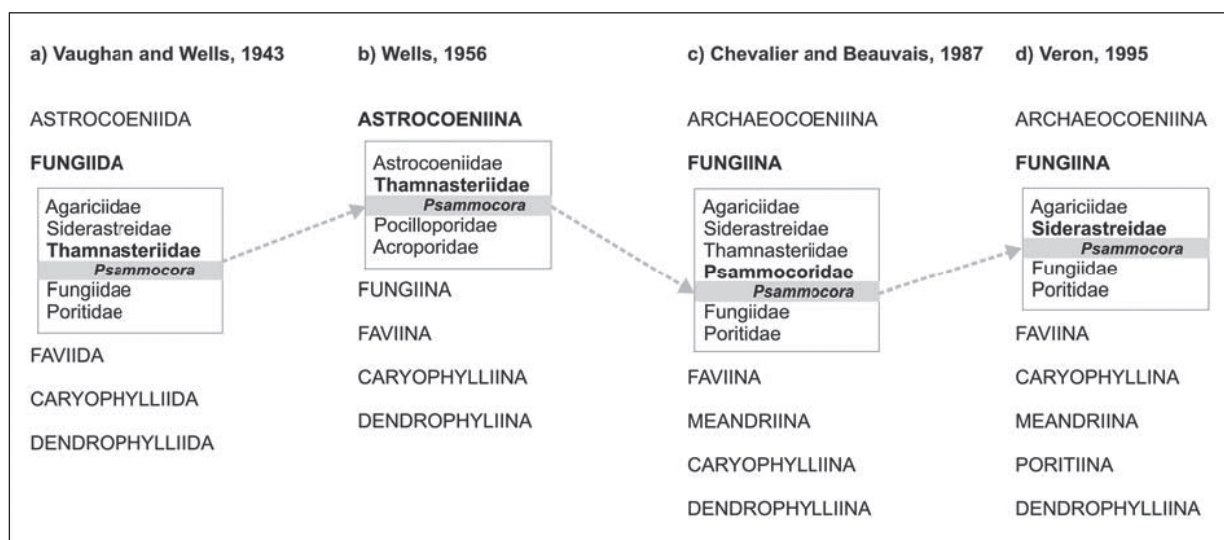 a) Vaughan and Wells, 1943
ASTROCOENIIDA
FUNGIIDA
Agariciidae
Siderastreidae
Thamnasteriidae
Psammocora
Fungiidae
Poritidae
FAVIIDA
CARYOPHYLLIIDA
DENDROPHYLLIIDA
b) Wells, 1956
ASTROCOENIINA
Astrocoeniidae
Thamnasteriidae
Psammocora
Pocilloporidae
Acroporidae
FUNGIINA
FAVIINA
CARYOPHYLLIINA
DENDROPHYLIINA
c) Chevalier and Beauvais, 1987
ARCHAEOCOENIINA
FUNGIINA
Agariciidae
Siderastreidae
Thamnasteriidae
Psammocoridae
Psammocora
Fungiidae
Poritidae
FAVIINA
MEANDRIINA
CARYOPHYLLIINA
DENDROPHYLLIINA
d) Veron, 1995
ARCHAEOCOENIINA
FUNGIINA
Agariciidae
Siderastreidae
Psammocora
Fungiidae
Poritidae
FAVIINA
CARYOPHYLLINA
MEANDRIINA
PORITIINA
DENDROPHYLLIINA